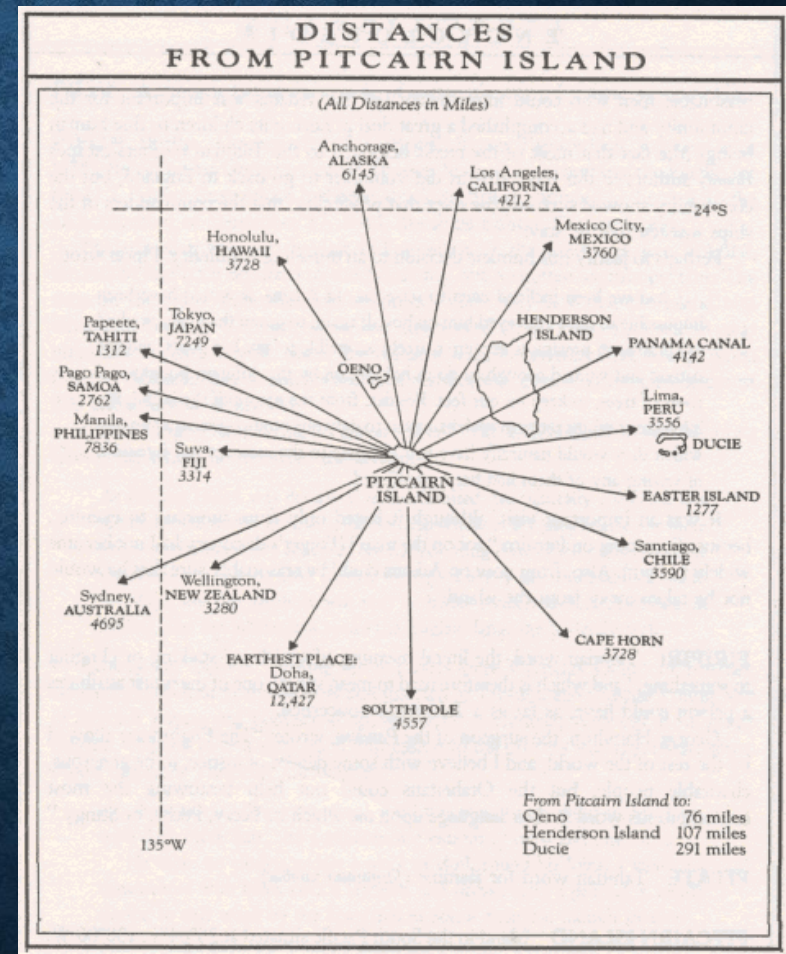 DISTANCES
FROM PITCAIRN ISLAND
(All Distances in Miles)
Anchorage,
ALASKA
6145
Los Angeles,
CALIFORNIA
4212
24°S
Mexico City,
MEXICO
3760
Honolulu,
HAWAII
3728
HENDERSON
ISLAND
Papeete,
TAHITI
1312
Tokyo,
JAPAN
7249
PANAMA CANAL
4142
OENO
Pago Pago,
SAMOA
2762
Lima,
PERU
3556
Manila,
PHILIPPINES
7836
DUCIE
Suva,
FIJI
3314
PITCAIRN
ISLAND
EASTER ISLAND
1277
Santiago,
CHILE
3590
Wellington,
NEW ZEALAND
3280
Sydney,
AUSTRALIA
4695
CAPE HORN
3728
FARTHEST PLACE:
Doha,
QATAR
12,427
SOUTH POLE
4557
From Pitcairn Island to:
Oeno 76 miles
Henderson Island 107 miles
Ducie 291 miles
135°W